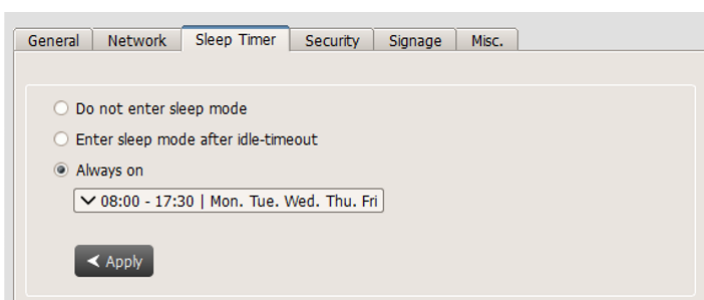 General Network Sleep Timer Security Signage Misc.
Do not enter sleep mode
Enter sleep mode after idle-timeout
Always on
08:00 - 17:30 | Mon. Tue. Wed. Thu. Fri
Apply